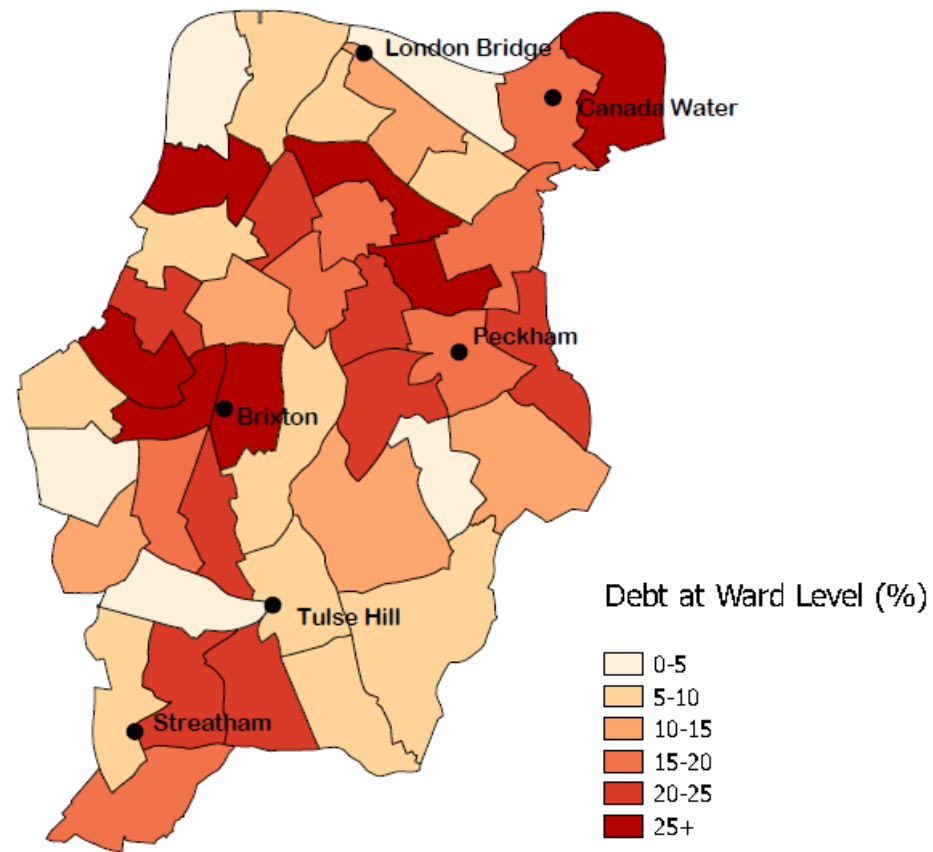 London Bridge
Canada Water
Peckham
Brixton
Tulse Hill
Streatham
Debt at Ward Level (%)
0-5
5-10
10-15
15-20
20-25
25+